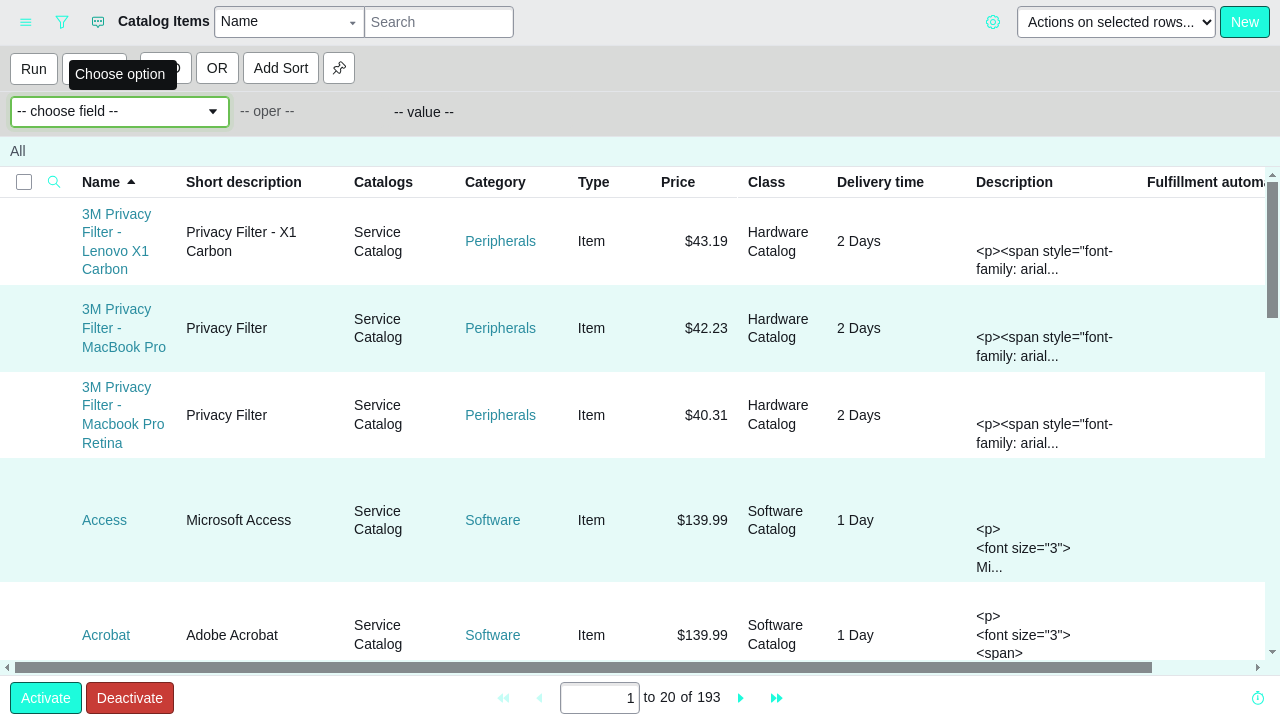 Catalog Items Name Search Actions on selected rows... New
Run OR Add Sort
Choose option
-- choose field -- -- oper -- -- value --
All
Name Short description Catalogs Category Type Price Class Delivery time Description Fulfillment
3M Privacy Filter - Lenovo X1 Carbon Privacy Filter - X1 Carbon Service Catalog Peripherals Item $43.19 Hardware Catalog 2 Days <p><span style="font-family: arial...
3M Privacy Filter - MacBook Pro Privacy Filter Service Catalog Peripherals Item $42.23 Hardware Catalog 2 Days <p><span style="font-family: arial...
3M Privacy Filter - Macbook Pro Retina Privacy Filter Service Catalog Peripherals Item $40.31 Hardware Catalog 2 Days <p><span style="font-family: arial...
Access Microsoft Access Service Catalog Software Item $139.99 Software Catalog 1 Day <p> <font size="3"> Mi...
Acrobat Adobe Acrobat Service Catalog Software Item $139.99 Software Catalog 1 Day <p> <font size="3"> <span>
Activate Deactivate 1 to 20 of 193